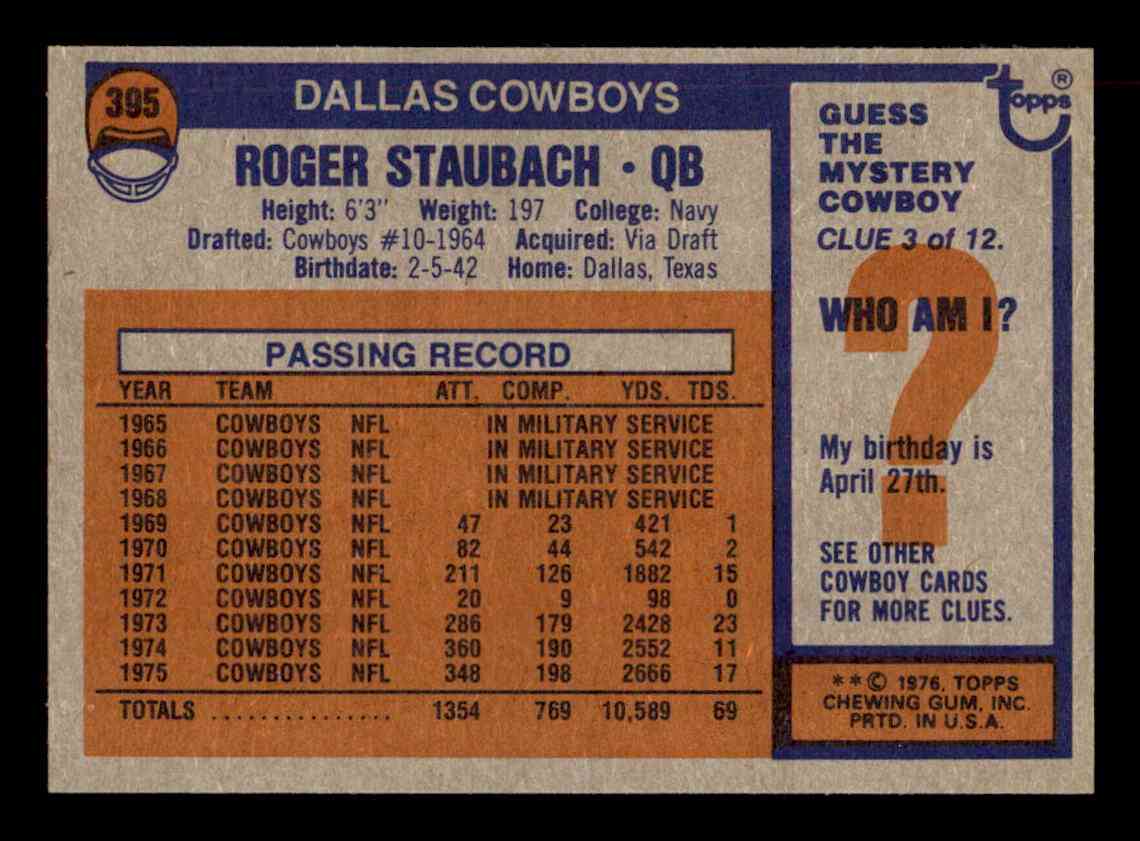 395
DALLAS COWBOYS
ROGER STAUBACH • QB
Height: 6'3" Weight: 197 College: Navy
Drafted: Cowboys #10-1964 Acquired: Via Draft
Birthdate: 2-5-42 Home: Dallas, Texas
PASSING RECORD
YEAR TEAM ATT. COMP. YDS. TDS.
1965 COWBOYS NFL IN MILITARY SERVICE
1966 COWBOYS NFL IN MILITARY SERVICE
1967 COWBOYS NFL IN MILITARY SERVICE
1968 COWBOYS NFL IN MILITARY SERVICE
1969 COWBOYS NFL 47 23 421 1
1970 COWBOYS NFL 82 44 542 2
1971 COWBOYS NFL 211 126 1882 15
1972 COWBOYS NFL 20 9 98 0
1973 COWBOYS NFL 286 179 2428 23
1974 COWBOYS NFL 360 190 2552 11
1975 COWBOYS NFL 348 198 2666 17
TOTALS ................ 1354 769 10,589 69
topps ®
GUESS
THE
MYSTERY
COWBOY
CLUE 3 of 12.
?
WHO AM I?
My birthday is
April 27th.
SEE OTHER
COWBOY CARDS
FOR MORE CLUES.
**© 1976, TOPPS
CHEWING GUM, INC.
PRTD. IN U.S.A.